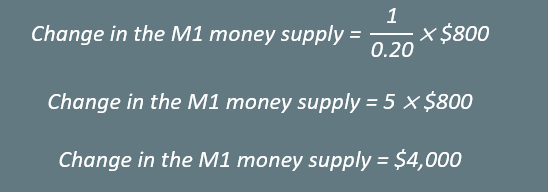 Change in the M1 money supply = 1/0.20 × $800
Change in the M1 money supply = 5 × $800
Change in the M1 money supply = $4,000